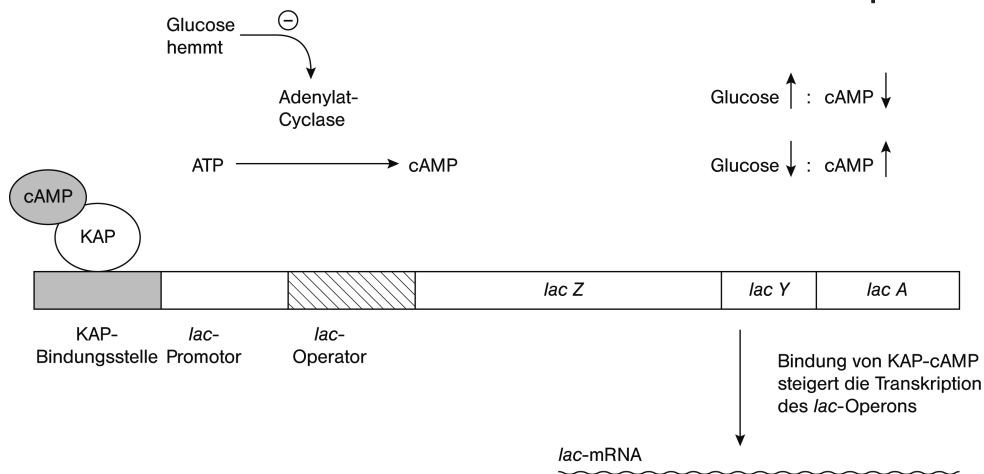 Glucose
hemmt
−
Adenylat-
Cyclase
Glucose ↑ : cAMP ↓
ATP → cAMP
Glucose ↓ : cAMP ↑
cAMP
KAP
lac Z
lac Y
lac A
KAP-
Bindungsstelle
lac-
Promotor
lac-
Operator
Bindung von KAP-cAMP
steigert die Transkription
des lac-Operons
lac-mRNA